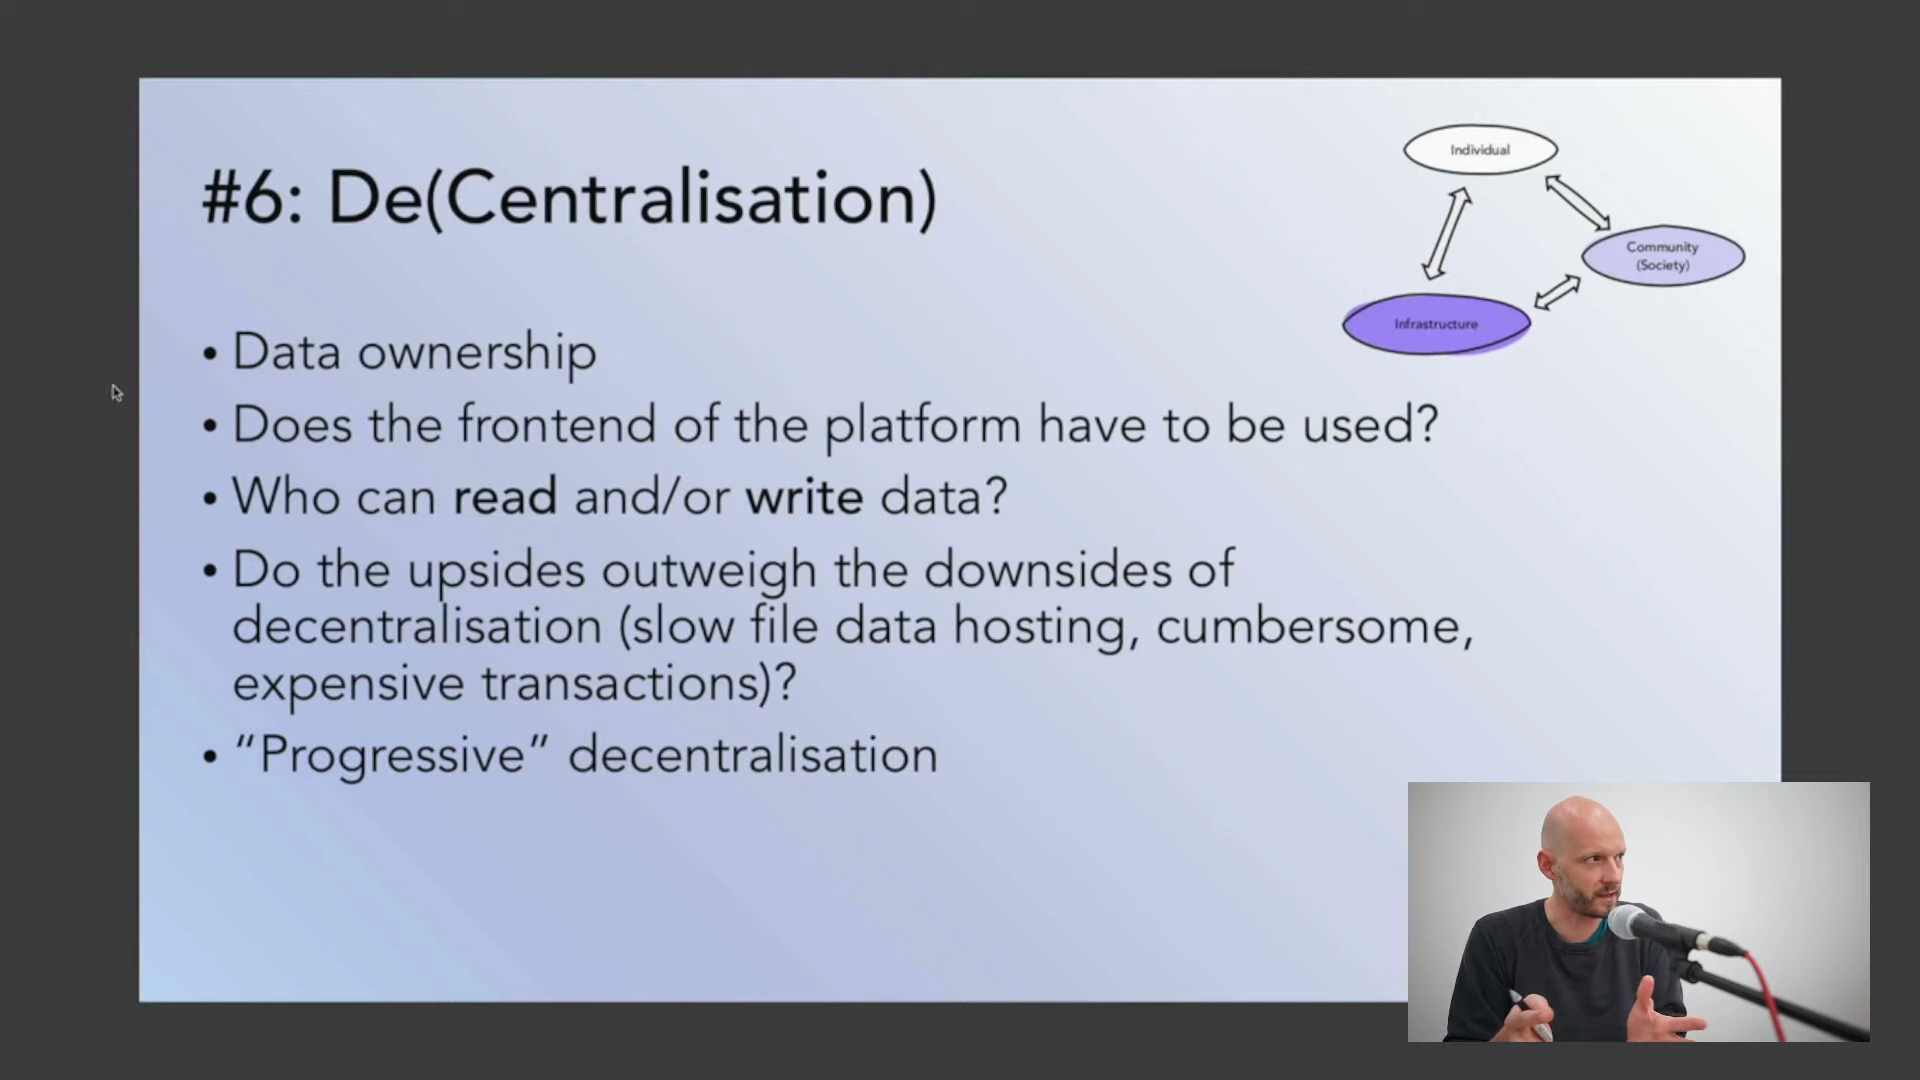 #6: De(Centralisation)
Individual
Community
(Society)
Infrastructure
• Data ownership
• Does the frontend of the platform have to be used?
• Who can read and/or write data?
• Do the upsides outweigh the downsides of
decentralisation (slow file data hosting, cumbersome,
expensive transactions)?
• “Progressive” decentralisation